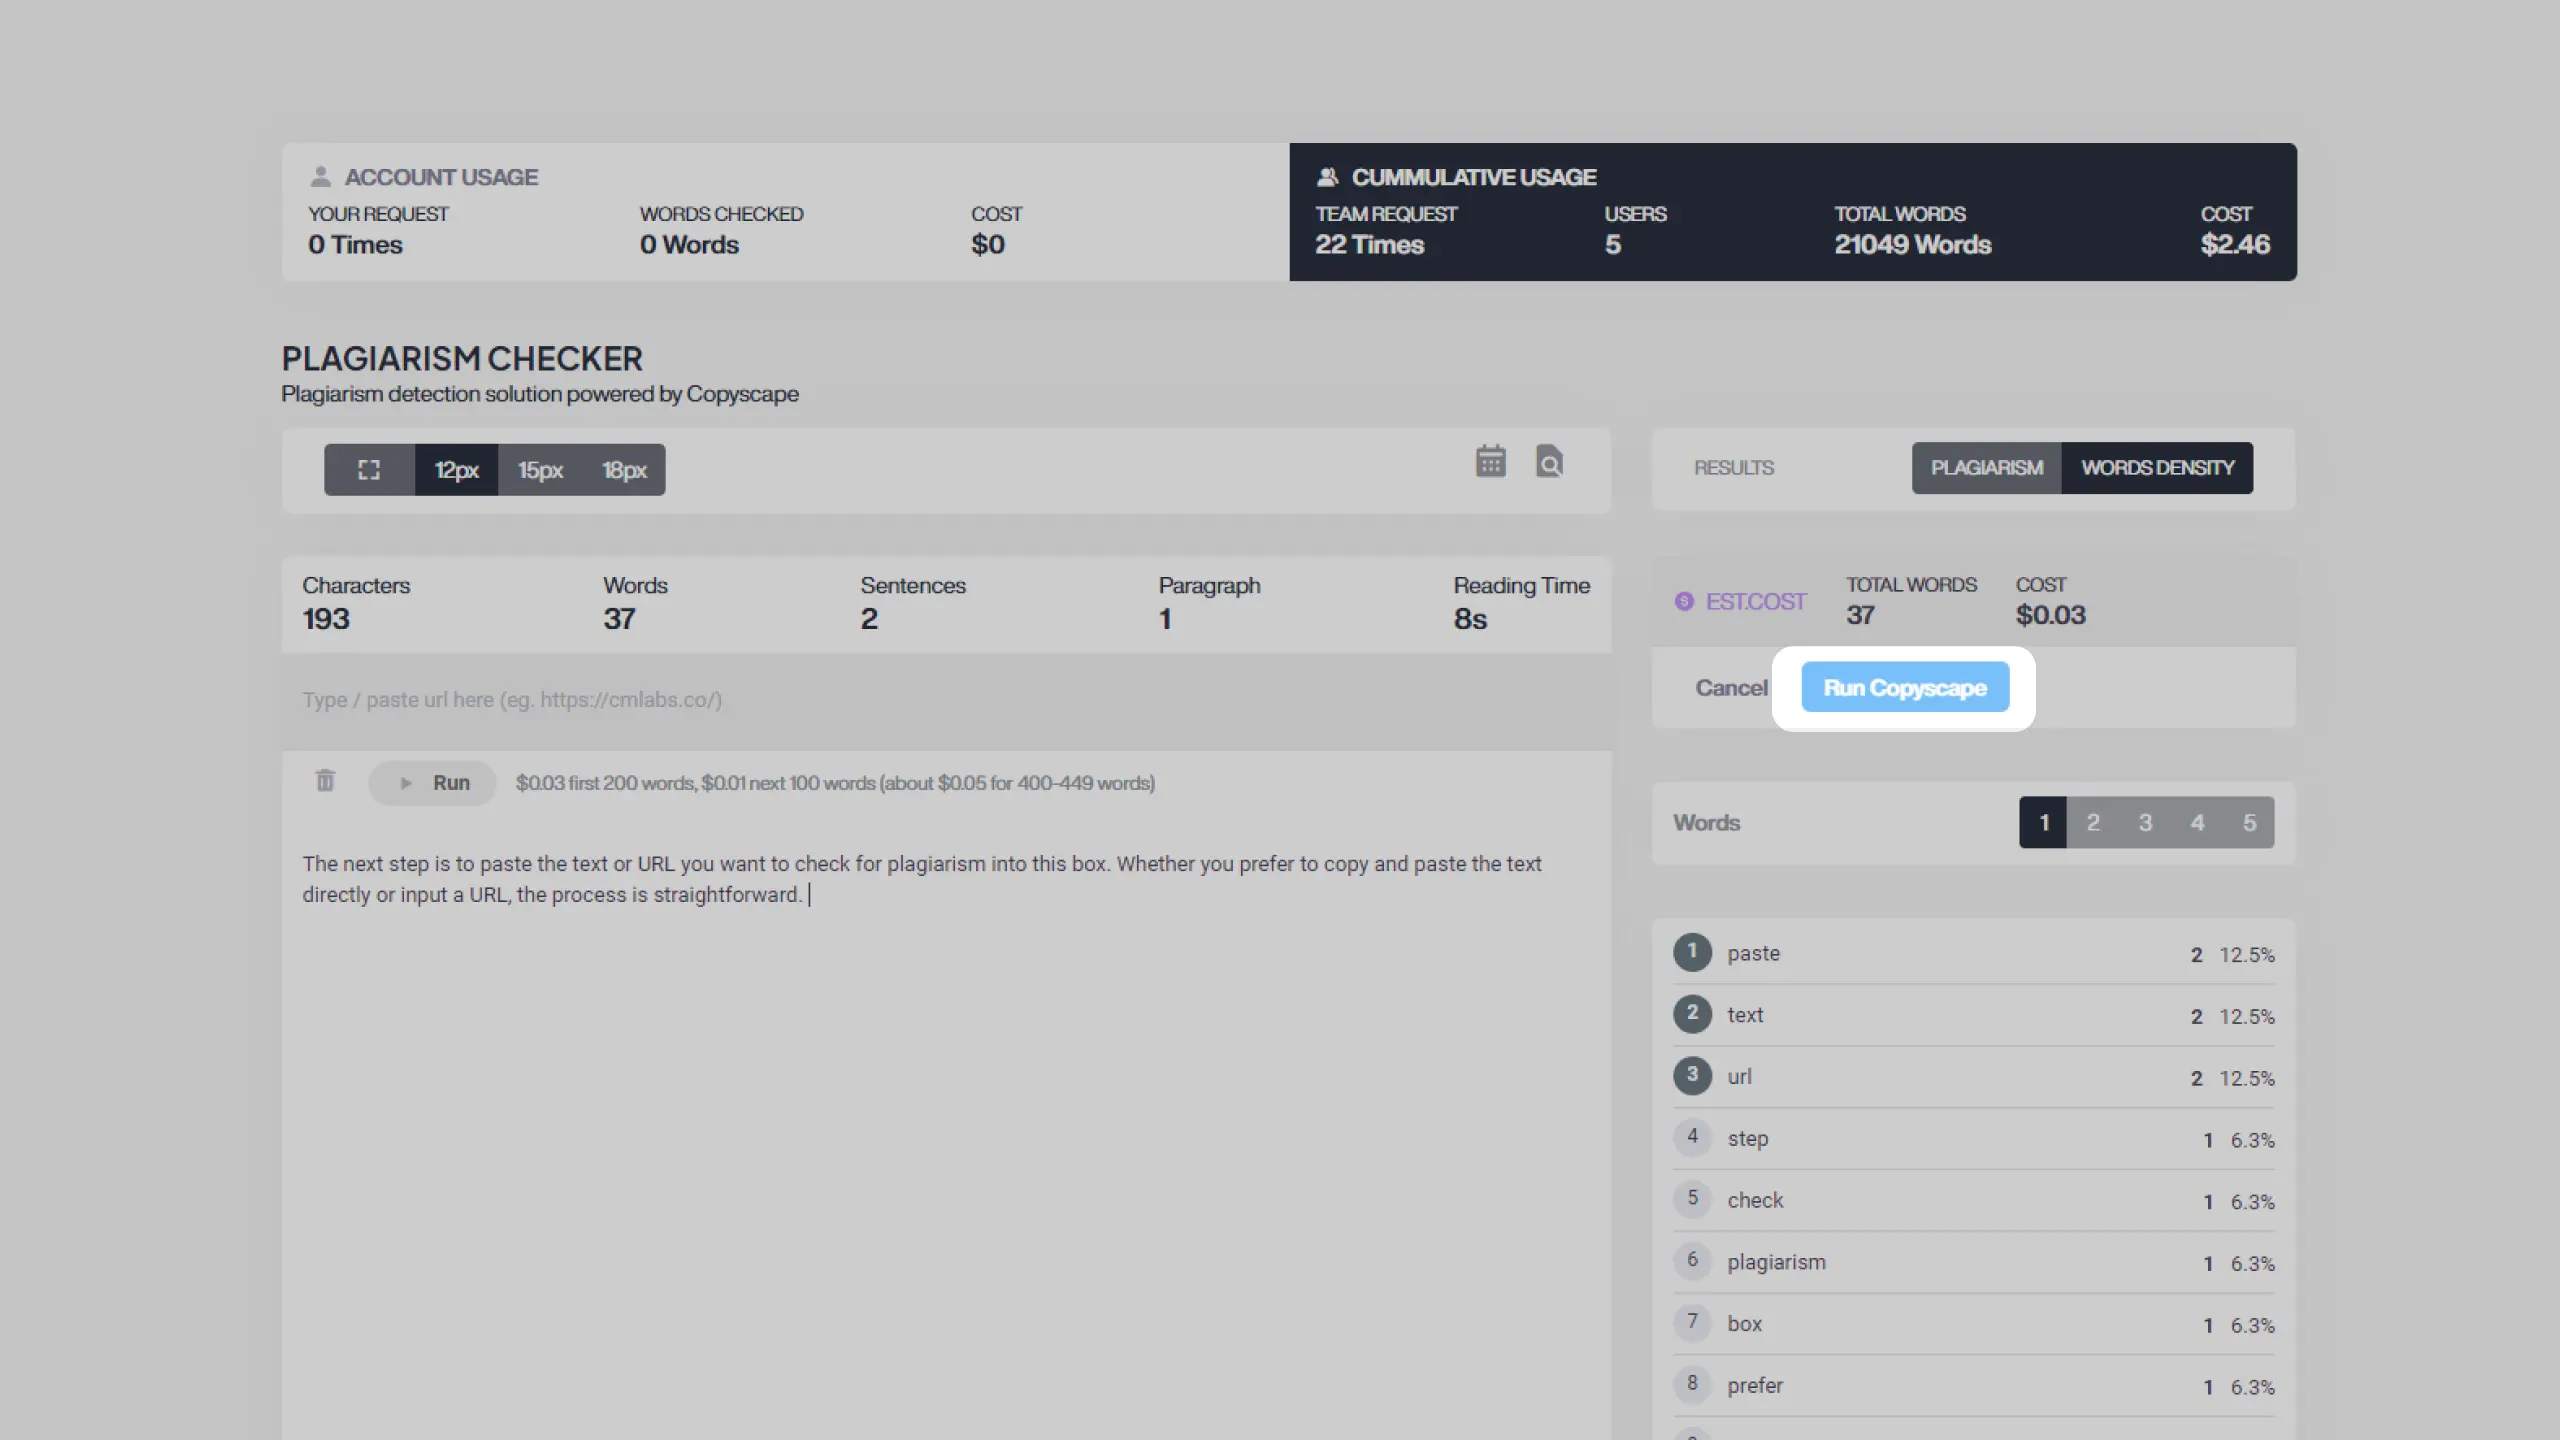 ACCOUNT USAGE
YOUR REQUEST WORDS CHECKED COST
0 Times 0 Words $0
CUMMULATIVE USAGE
TEAM REQUEST USERS TOTAL WORDS COST
22 Times 5 21049 Words $2.46
PLAGIARISM CHECKER
Plagiarism detection solution powered by Copyscape
12px 15px 18px
RESULTS PLAGIARISM WORDS DENSITY
Characters Words Sentences Paragraph Reading Time
193 37 2 1 8s
Type / paste url here (eg. https://cmlabs.co/)
Run $0.03 first 200 words, $0.01 next 100 words (about $0.05 for 400-449 words)
The next step is to paste the text or URL you want to check for plagiarism into this box. Whether you prefer to copy and paste the text
directly or input a URL, the process is straightforward.
EST.COST
TOTAL WORDS COST
37 $0.03
Cancel Run Copyscape
Words 1 2 3 4 5
1 paste 2 12.5%
2 text 2 12.5%
3 url 2 12.5%
4 step 1 6.3%
5 check 1 6.3%
6 plagiarism 1 6.3%
7 box 1 6.3%
8 prefer 1 6.3%